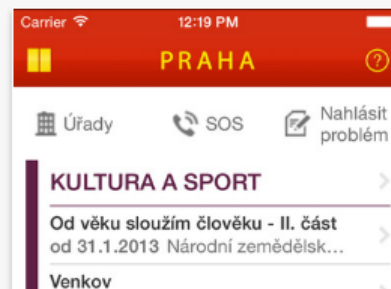 Carrier 12:19 PM
PRAHA ?
Úřady SOS Nahlásit
problém
KULTURA A SPORT
Od věku sloužím člověku - II. část
od 31.1.2013 Národní zemědělsk...
Venkov